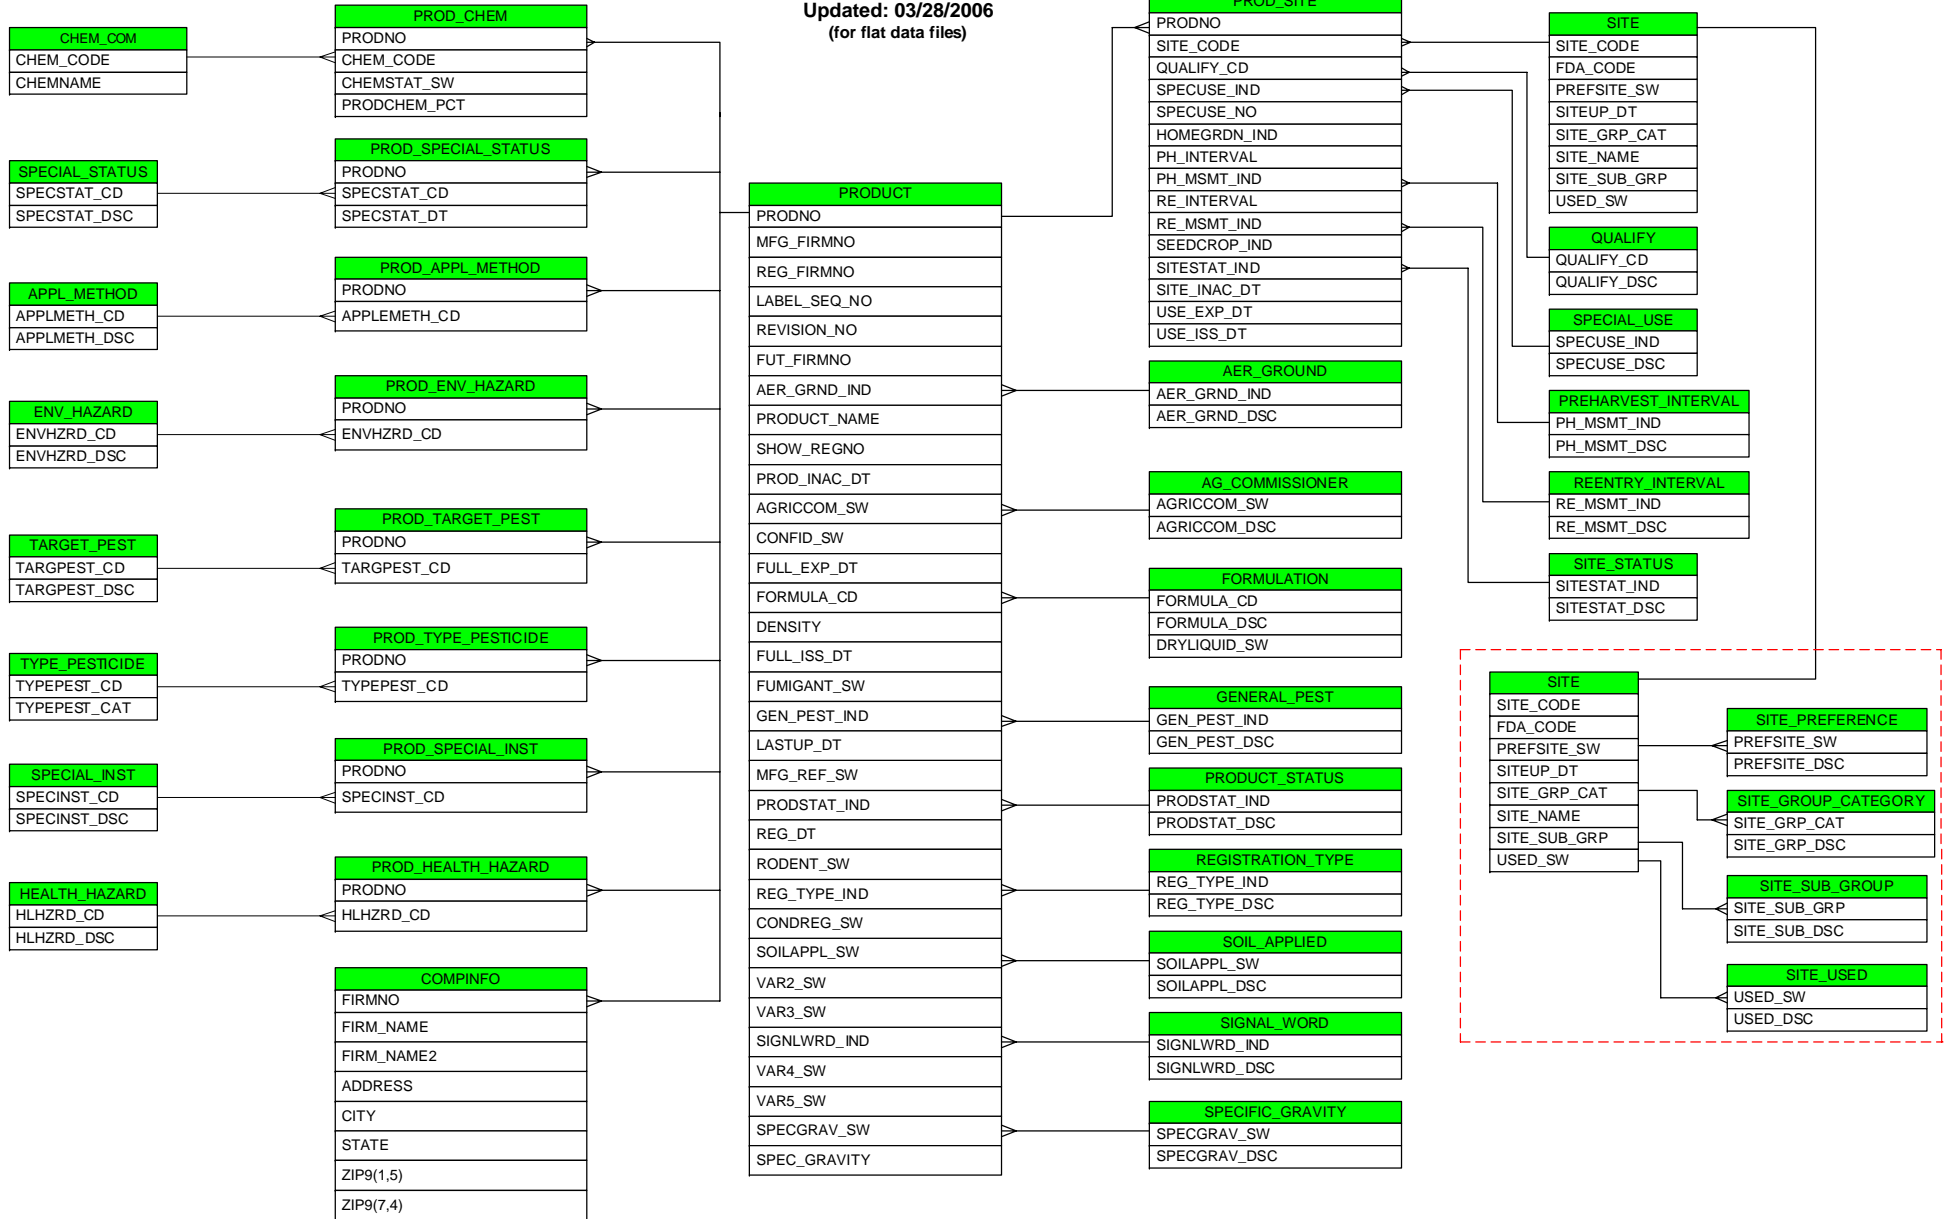 Updated: 03/28/2006
(for flat data files)
CHEM_COM
CHEM_CODE
CHEMNAME
SPECIAL_STATUS
SPECSTAT_CD
SPECSTAT_DSC
APPL_METHOD
APPLMETH_CD
APPLMETH_DSC
ENV_HAZARD
ENVHZRD_CD
ENVHZRD_DSC
TARGET_PEST
TARGPEST_CD
TARGPEST_DSC
TYPE_PESTICIDE
TYPEPEST_CD
TYPEPEST_CAT
SPECIAL_INST
SPECINST_CD
SPECINST_DSC
HEALTH_HAZARD
HLHZRD_CD
HLHZRD_DSC
PROD_CHEM
PRODNO
CHEM_CODE
CHEMSTAT_SW
PRODCHEM_PCT
PROD_SPECIAL_STATUS
PRODNO
SPECSTAT_CD
SPECSTAT_DT
PROD_APPL_METHOD
PRODNO
APPLEMETH_CD
PROD_ENV_HAZARD
PRODNO
ENVHZRD_CD
PROD_TARGET_PEST
PRODNO
TARGPEST_CD
PROD_TYPE_PESTICIDE
PRODNO
TYPEPEST_CD
PROD_SPECIAL_INST
PRODNO
SPECINST_CD
PROD_HEALTH_HAZARD
PRODNO
HLHZRD_CD
COMPINFO
FIRMNO
FIRM_NAME
FIRM_NAME2
ADDRESS
CITY
STATE
ZIP9(1,5)
ZIP9(7,4)
PRODUCT
PRODNO
MFG_FIRMNO
REG_FIRMNO
LABEL_SEQ_NO
REVISION_NO
FUT_FIRMNO
AER_GRND_IND
PRODUCT_NAME
SHOW_REGNO
PROD_INAC_DT
AGRICCOM_SW
CONFID_SW
FULL_EXP_DT
FORMULA_CD
DENSITY
FULL_ISS_DT
FUMIGANT_SW
GEN_PEST_IND
LASTUP_DT
MFG_REF_SW
PRODSTAT_IND
REG_DT
RODENT_SW
REG_TYPE_IND
CONDREG_SW
SOILAPPL_SW
VAR2_SW
VAR3_SW
SIGNLWRD_IND
VAR4_SW
VAR5_SW
SPECGRAV_SW
SPEC_GRAVITY
PROD_SITE
PRODNO
SITE_CODE
QUALIFY_CD
SPECUSE_IND
SPECUSE_NO
HOMEGRDN_IND
PH_INTERVAL
PH_MSMT_IND
RE_INTERVAL
RE_MSMT_IND
SEEDCROP_IND
SITESTAT_IND
SITE_INAC_DT
USE_EXP_DT
USE_ISS_DT
AER_GROUND
AER_GRND_IND
AER_GRND_DSC
AG_COMMISSIONER
AGRICCOM_SW
AGRICCOM_DSC
FORMULATION
FORMULA_CD
FORMULA_DSC
DRYLIQUID_SW
GENERAL_PEST
GEN_PEST_IND
GEN_PEST_DSC
PRODUCT_STATUS
PRODSTAT_IND
PRODSTAT_DSC
REGISTRATION_TYPE
REG_TYPE_IND
REG_TYPE_DSC
SOIL_APPLIED
SOILAPPL_SW
SOILAPPL_DSC
SIGNAL_WORD
SIGNLWRD_IND
SIGNLWRD_DSC
SPECIFIC_GRAVITY
SPECGRAV_SW
SPECGRAV_DSC
SITE
SITE_CODE
FDA_CODE
PREFSITE_SW
SITEUP_DT
SITE_GRP_CAT
SITE_NAME
SITE_SUB_GRP
USED_SW
QUALIFY
QUALIFY_CD
QUALIFY_DSC
SPECIAL_USE
SPECUSE_IND
SPECUSE_DSC
PREHARVEST_INTERVAL
PH_MSMT_IND
PH_MSMT_DSC
REENTRY_INTERVAL
RE_MSMT_IND
RE_MSMT_DSC
SITE_STATUS
SITESTAT_IND
SITESTAT_DSC
SITE
SITE_CODE
FDA_CODE
PREFSITE_SW
SITEUP_DT
SITE_GRP_CAT
SITE_NAME
SITE_SUB_GRP
USED_SW
SITE_PREFERENCE
PREFSITE_SW
PREFSITE_DSC
SITE_GROUP_CATEGORY
SITE_GRP_CAT
SITE_GRP_DSC
SITE_SUB_GROUP
SITE_SUB_GRP
SITE_SUB_DSC
SITE_USED
USED_SW
USED_DSC